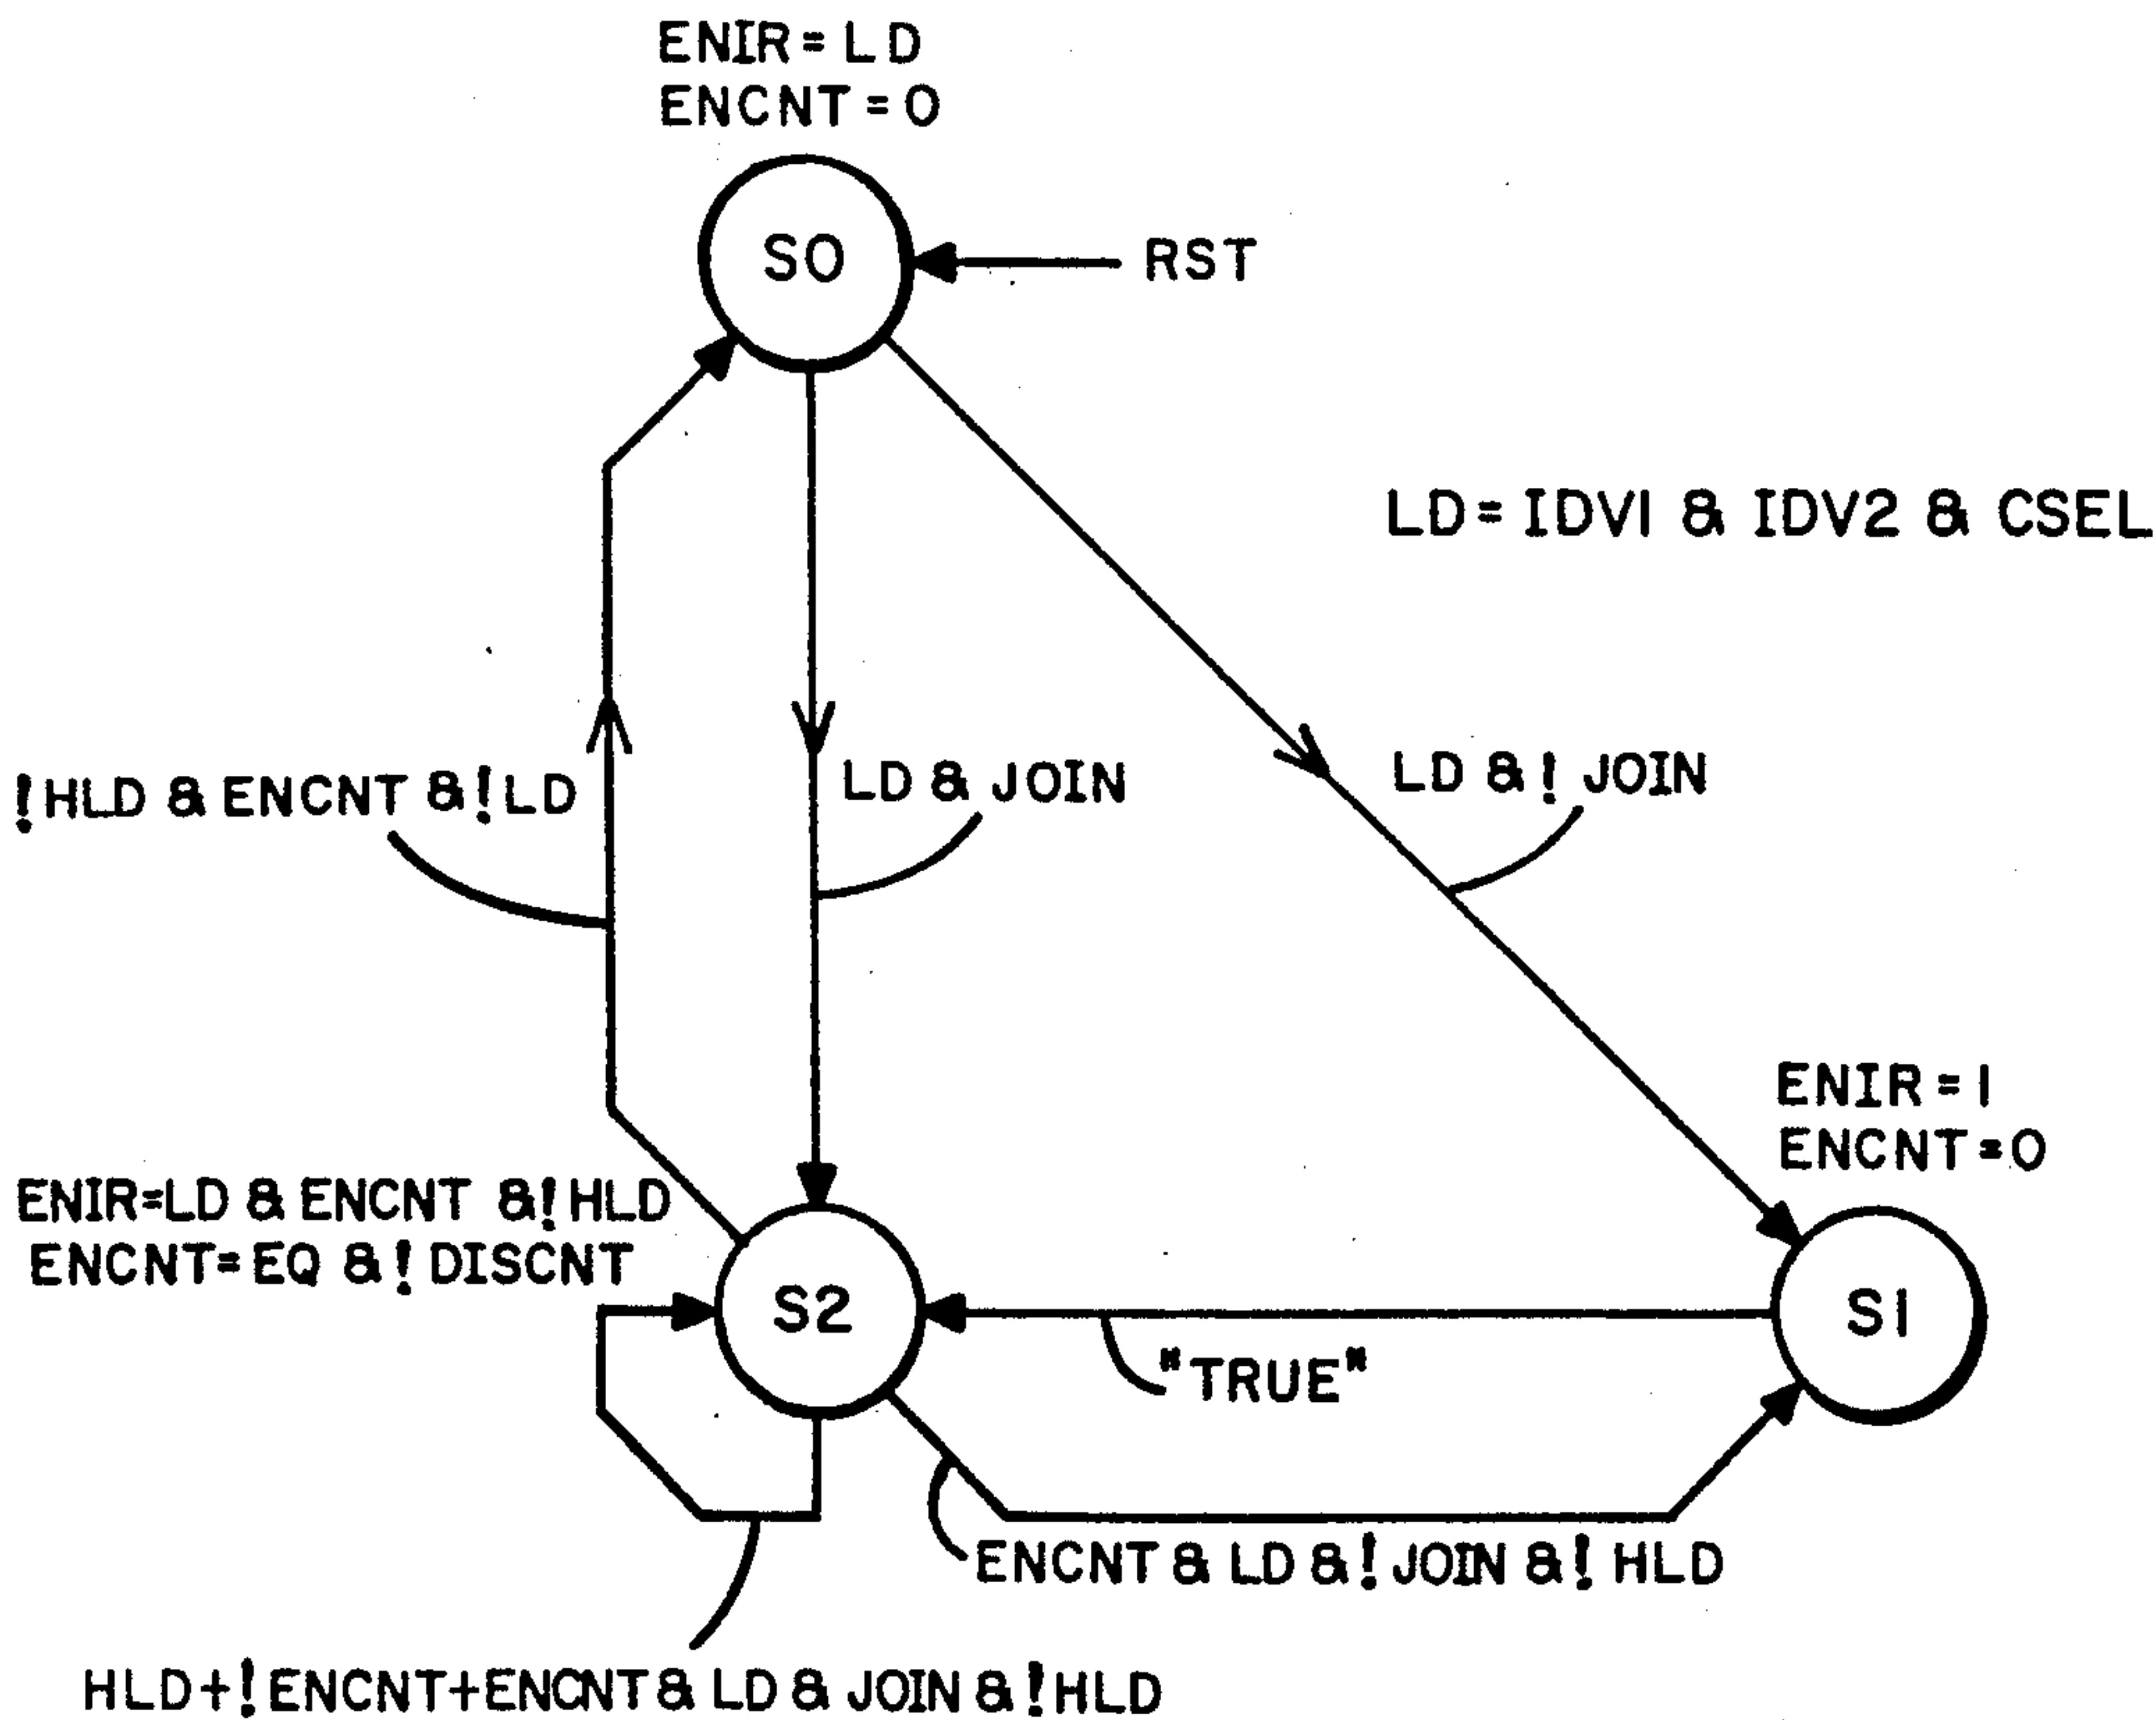 ENIR=LD
ENCNT=0
S0
RST
LD=IDV1 & IDV2 & CSEL
!HLD & ENCNT &!LD
LD & JOIN
LD &! JOIN
ENIR=1
ENCNT=0
ENIR=LD & ENCNT &!HLD
ENCNT=EQ &! DISCNT
S2
S1
"TRUE"
ENCNT & LD &!JOIN &! HLD
HLD+!ENCNT+ENCNT& LD & JOIN &!HLD